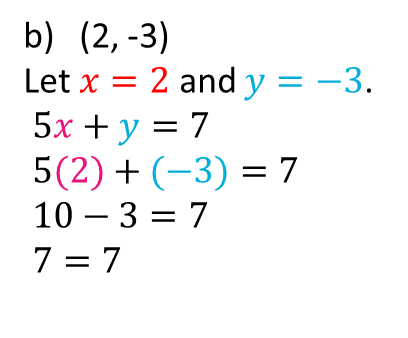 b) (2, -3)
Let x = 2 and y = −3.
5x + y = 7
5(2) + (−3) = 7
10 − 3 = 7
7 = 7